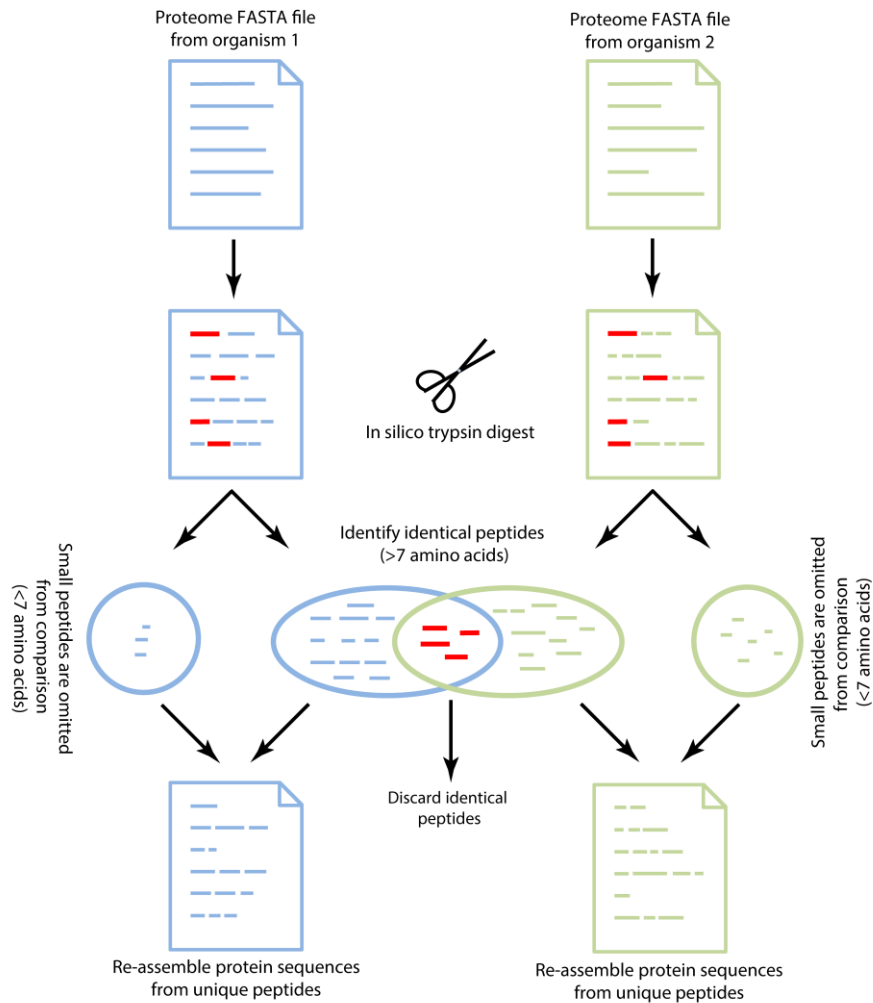 Proteome FASTA file
from organism 1
Proteome FASTA file
from organism 2
In silico trypsin digest
Identify identical peptides
(>7 amino acids)
Small peptides are omitted
from comparison
(<7 amino acids)
Small peptides are omitted
from comparison
(<7 amino acids)
Discard identical
peptides
Re-assemble protein sequences
from unique peptides
Re-assemble protein sequences
from unique peptides